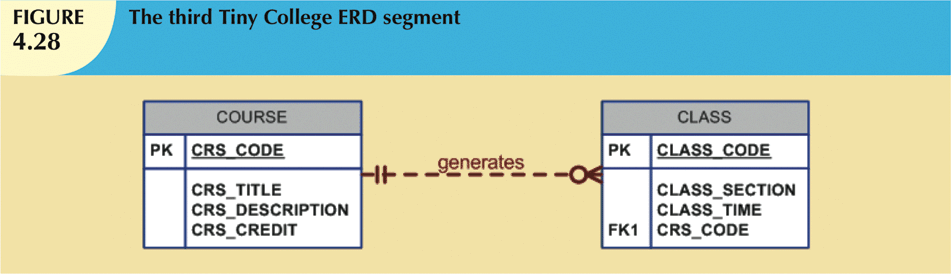 FIGURE 4.28
The third Tiny College ERD segment
COURSE
PK CRS_CODE
CRS_TITLE
CRS_DESCRIPTION
CRS_CREDIT
generates
CLASS
PK CLASS_CODE
CLASS_SECTION
CLASS_TIME
FK1 CRS_CODE